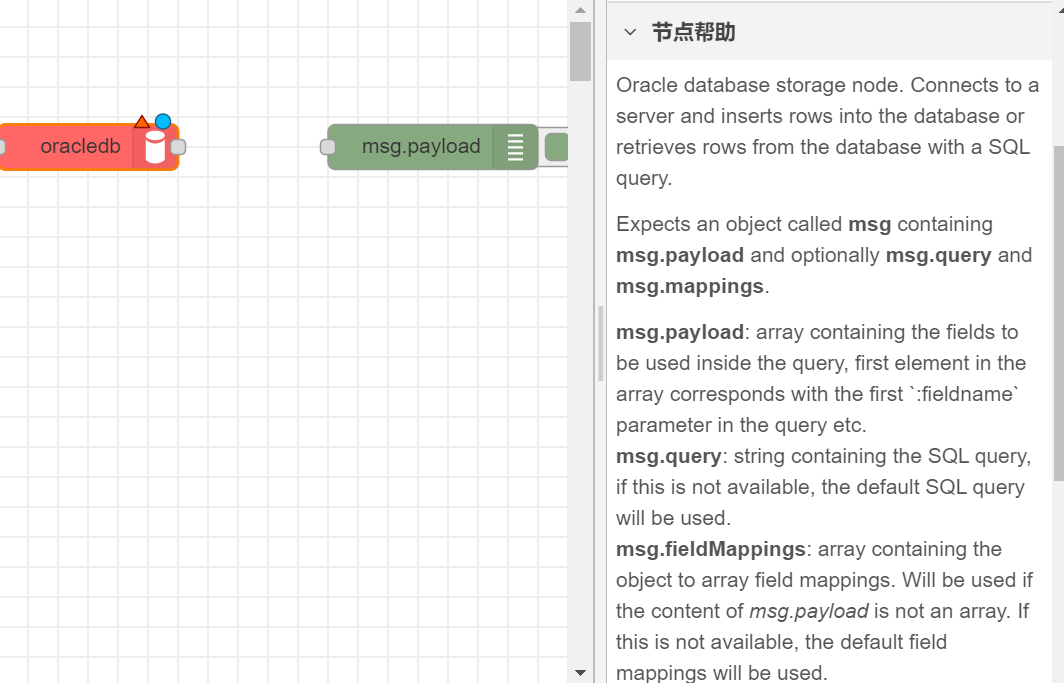 oracledb
msg.payload
节点帮助
Oracle database storage node. Connects to a
server and inserts rows into the database or
retrieves rows from the database with a SQL
query.
Expects an object called msg containing
msg.payload and optionally msg.query and
msg.mappings.
msg.payload: array containing the fields to
be used inside the query, first element in the
array corresponds with the first `:fieldname`
parameter in the query etc.
msg.query: string containing the SQL query,
if this is not available, the default SQL query
will be used.
msg.fieldMappings: array containing the
object to array field mappings. Will be used if
the content of msg.payload is not an array. If
this is not available, the default field
mappings will be used.